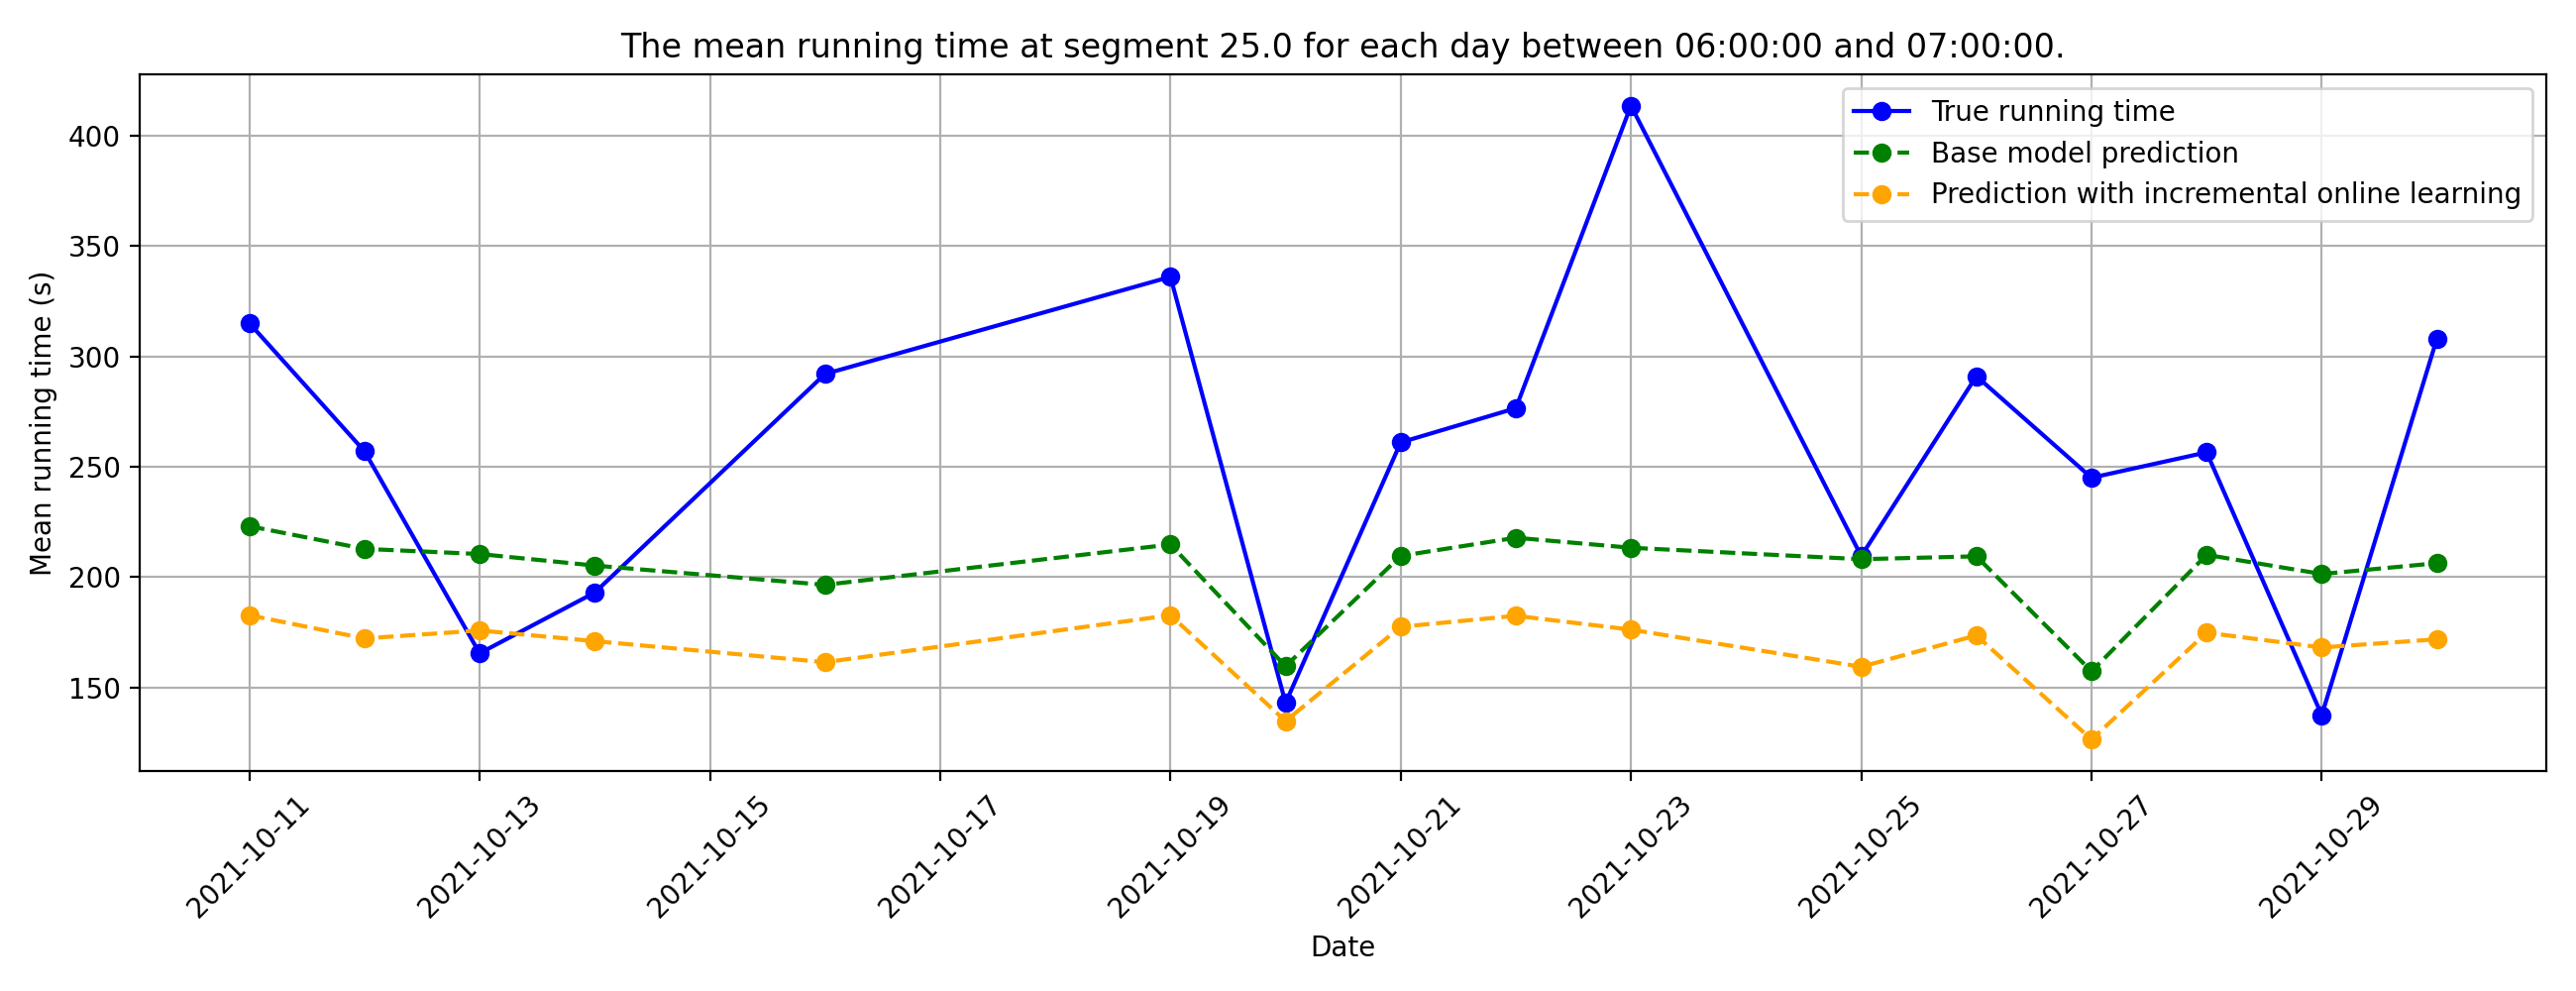 The mean running time at segment 25.0 for each day between 06:00:00 and 07:00:00.
True running time
Base model prediction
Prediction with incremental online learning
Mean running time (s)
400
350
300
250
200
150
2021-10-11
2021-10-13
2021-10-15
2021-10-17
2021-10-19
2021-10-21
2021-10-23
2021-10-25
2021-10-27
2021-10-29
Date